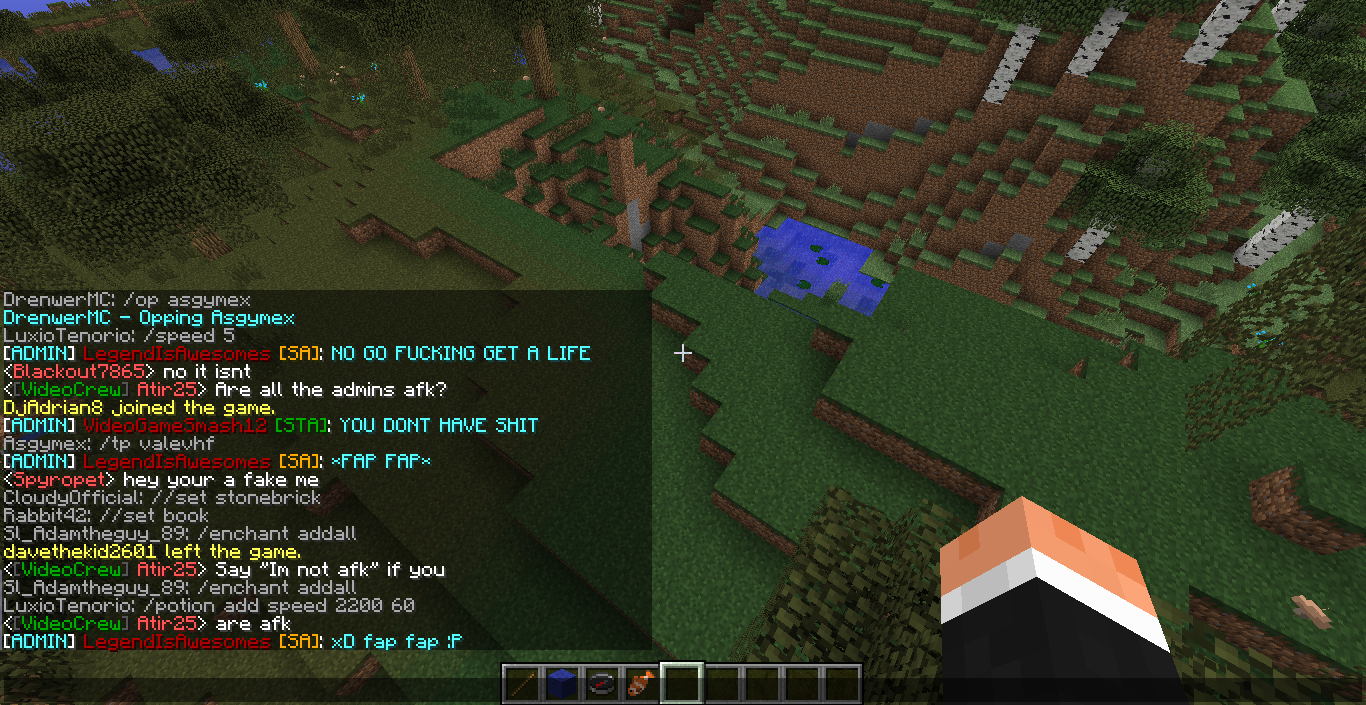 DrenwerMC: /op asgymex
DrenwerMC - Opping Asgymex
LuxioTenorio: /speed 5
[ADMIN] LegendIsAwesomes [SA]: NO GO FUCKING GET A LIFE
<Blackout7865> no it isnt
<[VideoCrew] Atir25> Are all the admins afk?
DjAdrian8 joined the game.
[ADMIN] VideoGameSmash12 [STA]: YOU DONT HAVE SHIT
Asgymex: /tp valevhf
[ADMIN] LegendIsAwesomes [SA]: *FAP FAP*
<Spyropet> hey your a fake me
CloudyOfficial: //set stonebrick
Rabbit42: //set book
Sl_Adamtheguy_89: /enchant addall
davethekid2601 left the game.
<[VideoCrew] Atir25> Say "Im not afk" if you
Sl_Adamtheguy_89: /enchant addall
LuxioTenorio: /potion add speed 2200 60
<[VideoCrew] Atir25> are afk
[ADMIN] LegendIsAwesomes [SA]: xD fap fap :P